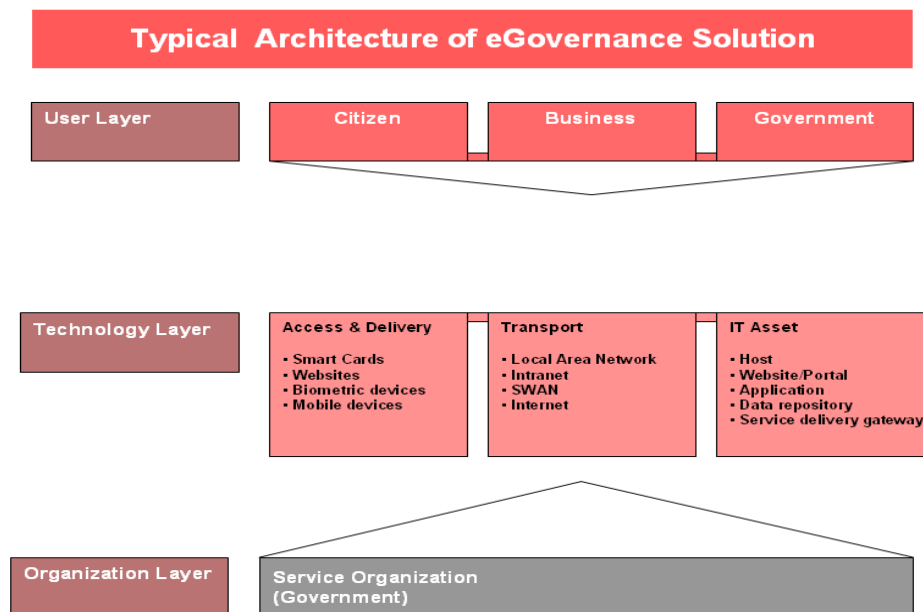 Typical Architecture of eGovernance Solution
User Layer
Citizen
Business
Government
Technology Layer
Access & Delivery
▪ Smart Cards
▪ Websites
▪ Biometric devices
▪ Mobile devices
Transport
▪ Local Area Network
▪ Intranet
▪ SWAN
▪ Internet
IT Asset
▪ Host
▪ Website/Portal
▪ Application
▪ Data repository
▪ Service delivery gateway
Organization Layer
Service Organization
(Government)